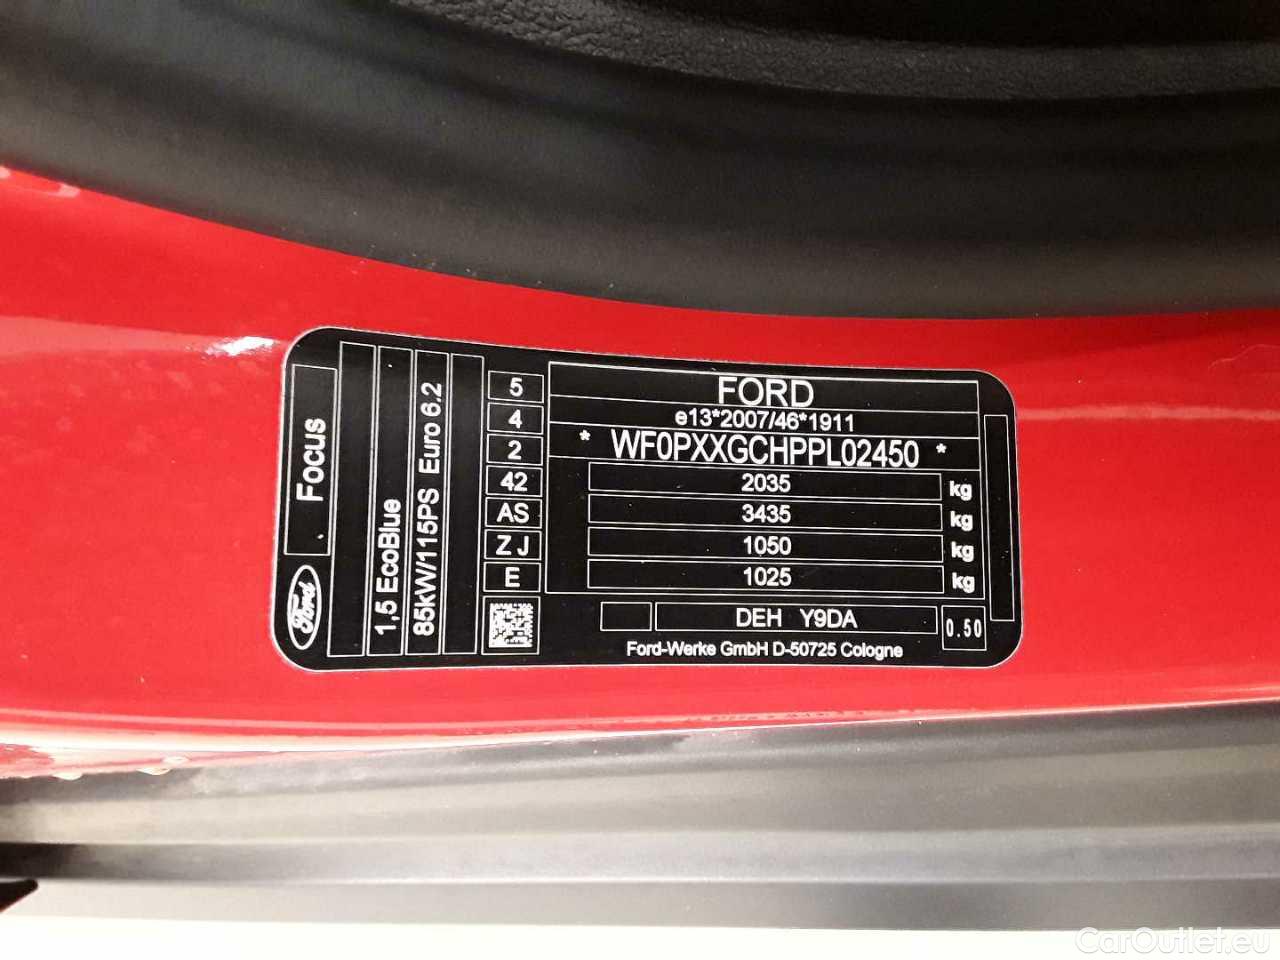 Ford
Focus
1,5 EcoBlue
85kW/115PS Euro 6.2
5
4
2
42
AS
Z J
E
FORD
e13*2007/46*1911
* WF0PXXGCHPPL02450 *
2035 kg
3435 kg
1050 kg
1025 kg
DEH Y9DA
0.50
Ford-Werke GmbH D-50725 Cologne
CarOutlet.eu